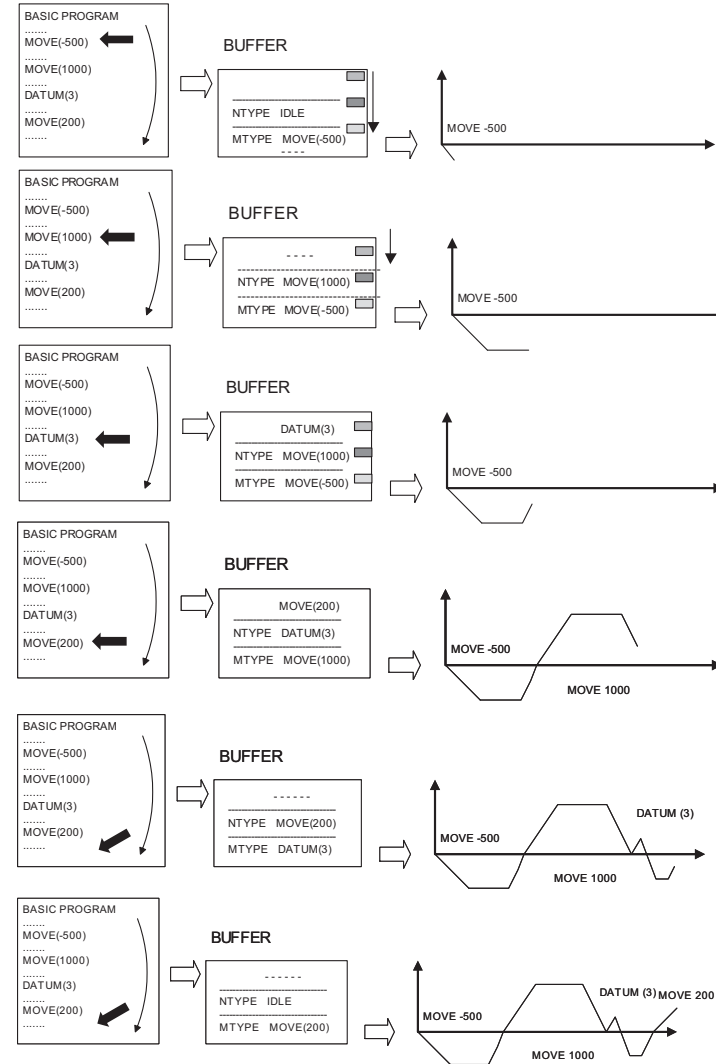 BASIC PROGRAM
.......
MOVE(-500)
.......
MOVE(1000)
.......
DATUM(3)
.......
MOVE(200)
.......
BUFFER
NTYPE IDLE
MTYPE MOVE(-500)
- - - -
MOVE -500
BASIC PROGRAM
.......
MOVE(-500)
.......
MOVE(1000)
.......
DATUM(3)
.......
MOVE(200)
.......
BUFFER
- - - -
NTYPE MOVE(1000)
MTYPE MOVE(-500)
MOVE -500
BASIC PROGRAM
.......
MOVE(-500)
.......
MOVE(1000)
.......
DATUM(3)
.......
MOVE(200)
.......
BUFFER
DATUM(3)
NTYPE MOVE(1000)
MTYPE MOVE(-500)
MOVE -500
BASIC PROGRAM
.......
MOVE(-500)
.......
MOVE(1000)
.......
DATUM(3)
.......
MOVE(200)
.......
BUFFER
MOVE(200)
NTYPE DATUM(3)
MTYPE MOVE(1000)
MOVE -500
MOVE 1000
BASIC PROGRAM
.......
MOVE(-500)
.......
MOVE(1000)
.......
DATUM(3)
.......
MOVE(200)
.......
BUFFER
- - - - - -
NTYPE MOVE(200)
MTYPE DATUM(3)
MOVE -500
DATUM (3)
MOVE 1000
BASIC PROGRAM
.......
MOVE(-500)
.......
MOVE(1000)
.......
DATUM(3)
.......
MOVE(200)
.......
BUFFER
- - - - - -
NTYPE IDLE
MTYPE MOVE(200)
MOVE -500
DATUM (3) MOVE 200
MOVE 1000